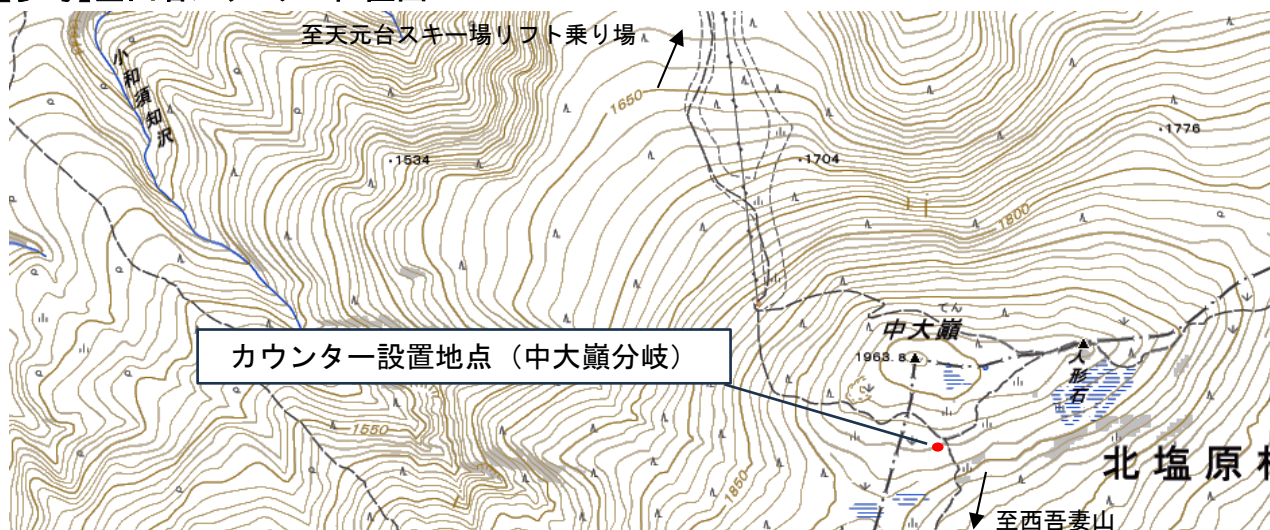 至天元台スキー場リフト乗り場
小和須知沢
1650
1776
1534
1704
1800
てん
中大巓
1963.8
人形石
カウンター設置地点（中大巓分岐）
1550
1850
北塩原
至西吾妻山